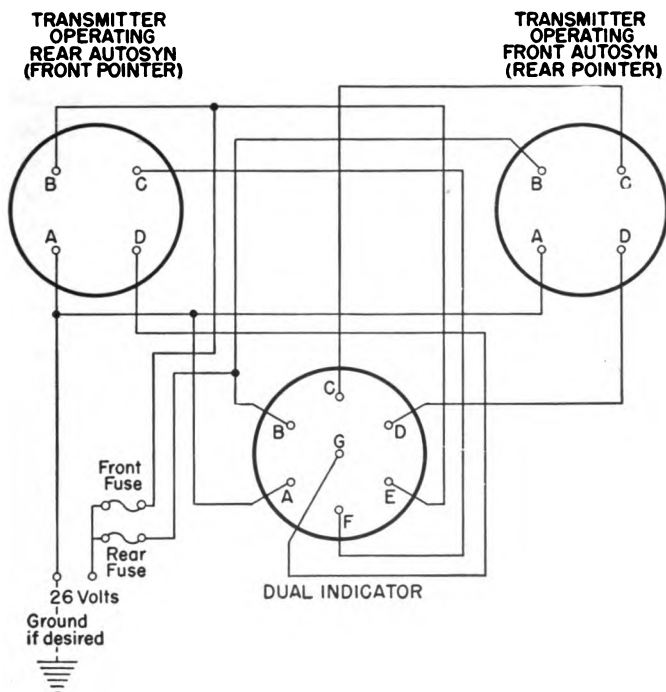 TRANSMITTER
OPERATING
REAR AUTOSYN
(FRONT POINTER)
TRANSMITTER
OPERATING
FRONT AUTOSYN
(REAR POINTER)
B
C
A
D
B
C
A
D
C
B
D
G
A
E
F
Front
Fuse
Rear
Fuse
26 Volts
DUAL INDICATOR
Ground
if desired